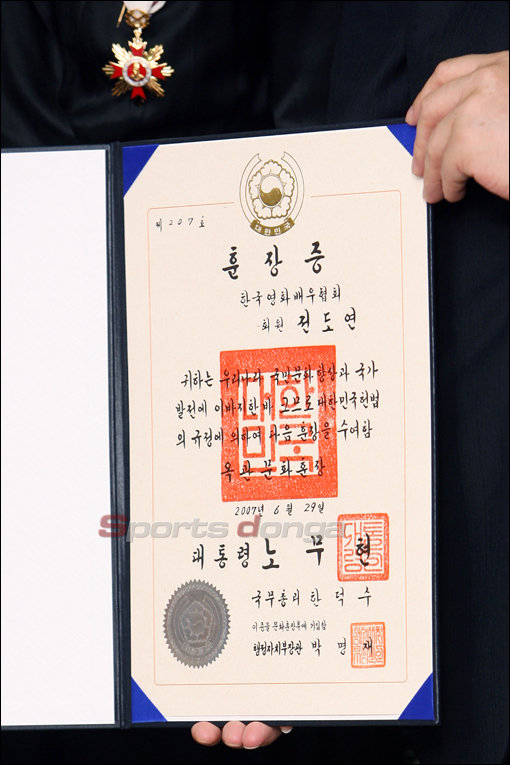 대한민국
제 207 호
훈장증
한국영화배우협회
회원 전도연
귀하는 우리나라 국민문화향상과 국가
발전에 이바지한바 크므로 대한민국헌법
의 규정에 의하여 다음 훈장을 수여함
옥관문화훈장
대한민국
2007년 6월 29일
Sports donga
대통령 노무현
국무총리 한덕수
이 증을 문화훈장부에 기입함
행정자치부장관 박명재